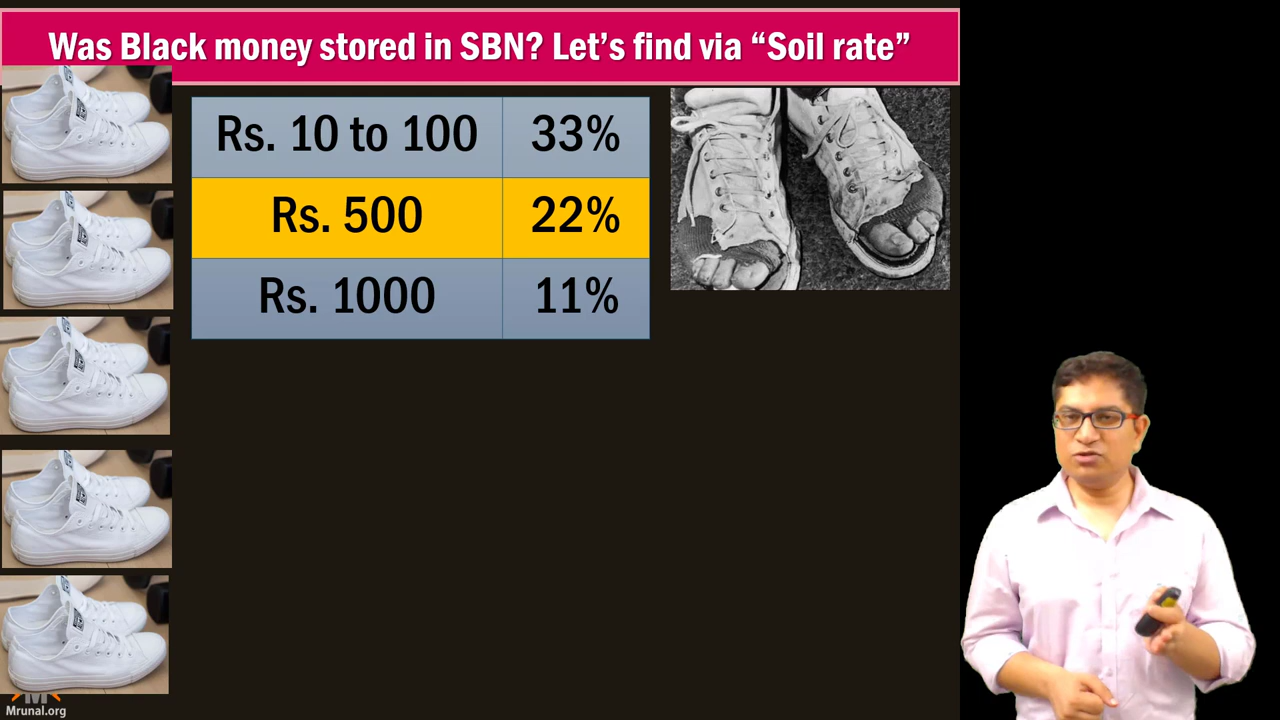 Was Black money stored in SBN? Let's find via “Soil rate”
Rs. 10 to 100 33%
Rs. 500 22%
Rs. 1000 11%
Mrunal.org